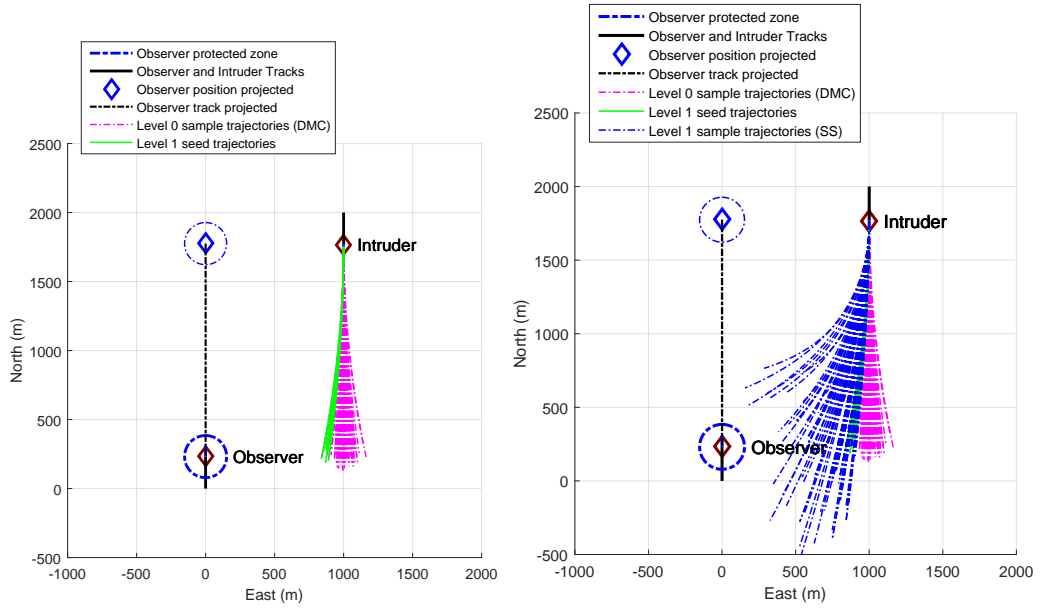 Observer protected zone
Observer and Intruder Tracks
Observer position projected
Observer track projected
Level 0 sample trajectories (DMC)
Level 1 seed trajectories
2500
2000
1500
1000
500
0
-500
North (m)
Intruder
Observer
-1000
-500
0
500
1000
1500
2000
East (m)
Observer protected zone
Observer and Intruder Tracks
Observer position projected
Observer track projected
Level 0 sample trajectories (DMC)
Level 1 seed trajectories
Level 1 sample trajectories (SS)
2500
2000
1500
1000
500
0
-500
North (m)
Intruder
Observer
-1000
-500
0
500
1000
1500
2000
East (m)